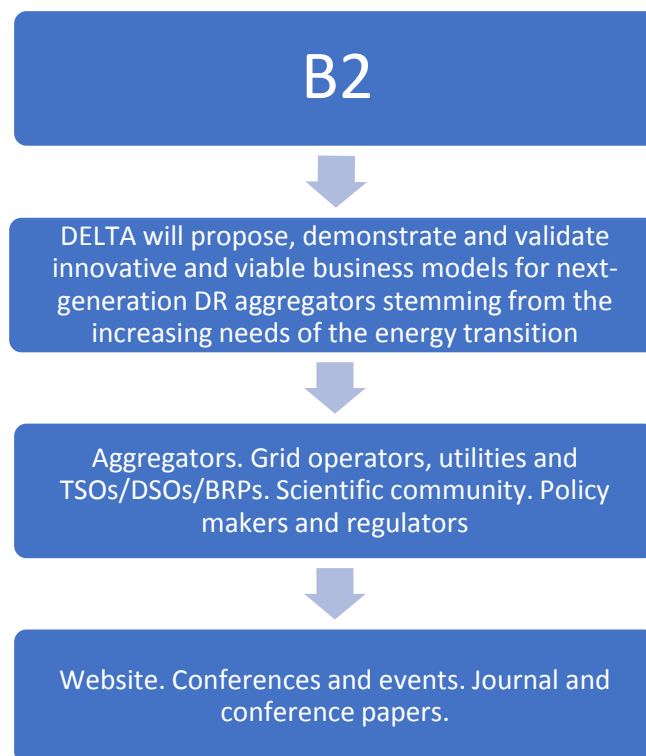 B2
DELTA will propose, demonstrate and validate
innovative and viable business models for next-
generation DR aggregators stemming from the
increasing needs of the energy transition
Aggregators. Grid operators, utilities and
TSOs/DSOs/BRPs. Scientific community. Policy
makers and regulators
Website. Conferences and events. Journal and
conference papers.